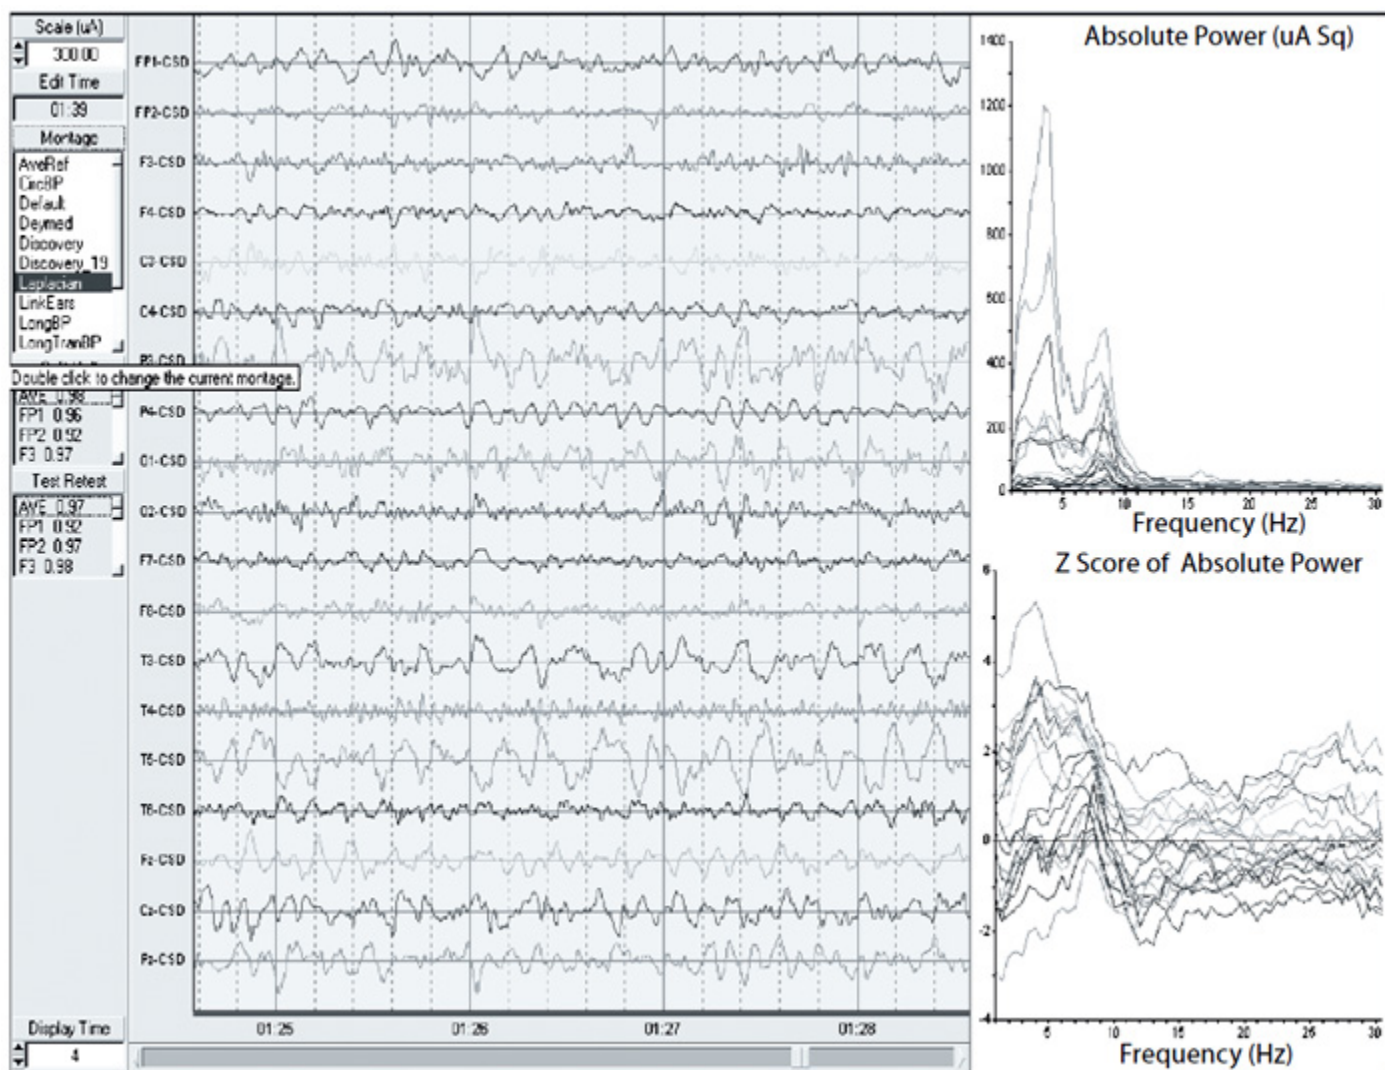 Scale (uA)
300.00
Edit Time
01:39
Montage
AveRef
CircBP
Default
Deymed
Discovery
Discovery_19
Laplacian
LinkEars
LongBP
LongTranBP
Double click to change the current montage.
AVE 0.98
FP1 0.96
FP2 0.92
F3 0.97
Test Retest
AVE 0.97
FP1 0.92
FP2 0.97
F3 0.98
Display Time
4
FP1-CSD
FP2-CSD
F3-CSD
F4-CSD
C3-CSD
C4-CSD
P3-CSD
P4-CSD
O1-CSD
O2-CSD
F7-CSD
F8-CSD
T3-CSD
T4-CSD
T5-CSD
T6-CSD
Fz-CSD
Cz-CSD
Pz-CSD
01:25
01:26
01:27
01:28
Absolute Power (uA Sq)
1400
1200
1000
800
600
400
200
0
5
10
15
20
25
30
Frequency (Hz)
Z Score of Absolute Power
6
4
2
0
-2
-4
5
10
15
20
25
30
Frequency (Hz)